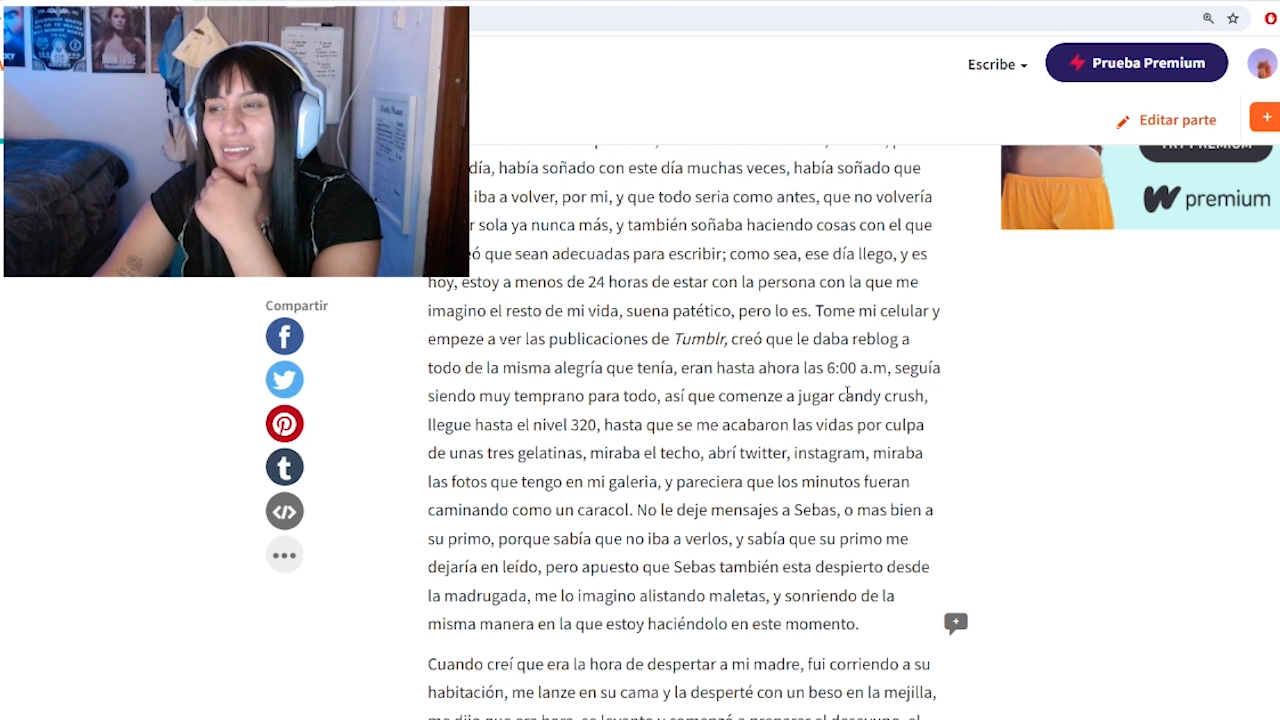 Escribe
Prueba Premium
Editar parte
premium
día, había soñado con este día muchas veces, había soñado que
iba a volver, por mi, y que todo seria como antes, que no volvería
sola ya nunca más, y también soñaba haciendo cosas con el que
que sean adecuadas para escribir; como sea, ese día llego, y es
hoy, estoy a menos de 24 horas de estar con la persona con la que me
imagino el resto de mi vida, suena patético, pero lo es. Tome mi celular y
empeze a ver las publicaciones de Tumblr, creó que le daba reblog a
todo de la misma alegría que tenía, eran hasta ahora las 6:00 a.m, seguía
siendo muy temprano para todo, así que comenze a jugar candy crush,
llegue hasta el nivel 320, hasta que se me acabaron las vidas por culpa
de unas tres gelatinas, miraba el techo, abrí twitter, instagram, miraba
las fotos que tengo en mi galeria, y pareciera que los minutos fueran
caminando como un caracol. No le deje mensajes a Sebas, o mas bien a
su primo, porque sabía que no iba a verlos, y sabía que su primo me
dejaría en leído, pero apuesto que Sebas también esta despierto desde
la madrugada, me lo imagino alistando maletas, y sonriendo de la
misma manera en la que estoy haciéndolo en este momento.
Cuando creí que era la hora de despertar a mi madre, fui corriendo a su
habitación, me lanze en su cama y la desperté con un beso en la mejilla,
Compartir